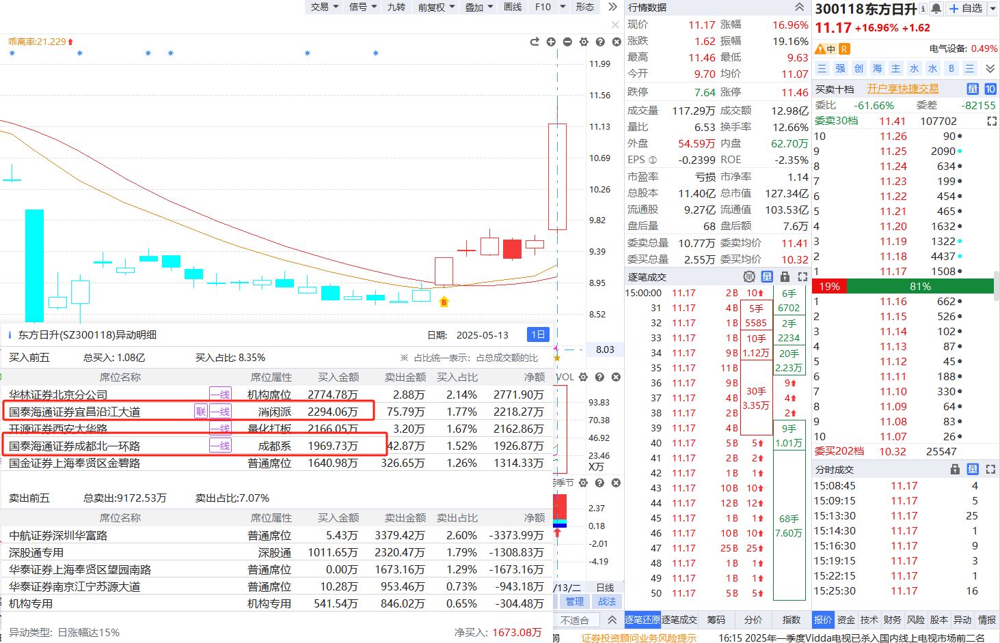 交易 信号 九转 前复权 叠加 画线 F10 形态
乖离率:21.229
11.99
11.56
11.13
10.69
10.26
9.82
9.39
8.95
8.52
8.03
B
东方日升(SZ300118)异动明细 日期: 2025-05-13 1日
买入前五 总买入: 1.08亿 买入占比: 8.35% ※ 占比统一表示: 占总成交额的比
席位名称 席位属性 买入金额 卖出金额 买入占比 净额
华林证券北京分公司 一线 机构席位 2774.78万 2.88万 2.14% 2771.90万
国泰海通证券宜昌沿江大道 联 一线 消闲派 2294.06万 75.79万 1.77% 2218.27万
开源证券西安太华路 一线 量化打板 2166.05万 3.20万 1.67% 2162.86万
国泰海通证券成都北一环路 一线 成都系 1969.73万 42.87万 1.52% 1926.87万
国金证券上海奉贤区金碧路 普通席位 1640.98万 326.65万 1.26% 1314.33万
卖出前五 总卖出:9172.53万 卖出占比:7.07%
席位名称 席位属性 买入金额 卖出金额 卖出占比 净额
中航证券深圳华富路 普通席位 5.43万 3379.42万 2.60% -3373.99万
深股通专用 深股通 1011.65万 2320.47万 1.79% -1308.83万
华泰证券上海奉贤区望园南路 普通席位 0.00万 1673.16万 1.29% -1673.16万
华泰证券南京江宁苏源大道 普通席位 10.28万 953.46万 0.73% -943.18万
机构专用 机构专用 541.54万 846.02万 0.65% -304.48万
异动类型: 日涨幅达15% 净买入: 1673.08万
VOL
93.83
70.38
46.92
23.46
X万
季节
2.37
0.18
-2.01
-4.19
/13/二 日线
管理 战法
不适合
行情数据
现价 11.17 涨幅 16.96%
涨跌 1.62 振幅 19.16%
最高 11.46 最低 9.63
今开 9.70 均价 11.07
跌停 7.64 涨停 11.46
成交量 117.29万 成交额 12.98亿
量比 6.53 换手率 12.66%
外盘 54.59万 内盘 62.70万
EPS ① -0.2399 ROE -2.35%
市盈率 亏损 市净率 1.14
总股本 11.40亿 总市值 127.34亿
流通股 9.27亿 流通值 103.53亿
盘后量 68 盘后额 7.6万
委卖总量 10.77万 委卖均价 11.41
委买总量 2.55万 委买均价 10.32
逐笔成交 单 量
15:00:00 11.17 2 B 10
31 11.17 4 B
32 11.17 1 B
33 11.17 1 B
34 11.17 9 B
35 11.17 11 B
36 11.17 9 B
37 11.17 4 B
38 11.17 2 B
39 11.17 4 B
40 11.17 5 B 5
41 11.17 2 B 2
42 11.17 1 B 1
43 11.17 10 B 10
44 11.17 12 B 12
45 11.17 1 B 1
46 11.17 10 B 10
47 11.17 25 B 25
48 11.17 1 B 1
49 11.17 1 B 1
50 11.17 5 B 5
5手
5585
10手
1.12万
30手
3.35万
6手
6702
2手
2234
20手
2.23万
9
4
2
9手
1.01万
68手
7.60万
逐笔还原 逐笔成交 筹码 分价 指数
300118 东方日升 i + 自选
11.17 +16.96% +1.62
中 R 电气设备: 0.49%
三 强 创 海 主 水 水 B 三
买卖十档 开户享快捷交易 量 10
委比 -61.66% 委差 -82155
委卖30档 11.41 107702
10 11.26 90
9 11.25 2090
8 11.24 634
7 11.23 199
6 11.22 454
5 11.21 465
4 11.20 1632
3 11.19 1322
2 11.18 4437
1 11.17 1508
19% 81%
1 11.16 662
2 11.15 526
3 11.14 102
4 11.13 87
5 11.12 45
6 11.11 188
7 11.10 330
8 11.09 64
9 11.08 83
10 11.07 26
委买202档 10.32 25547
分时成交 量
15:08:45 11.17 4
15:09:15 11.17 5
15:13:30 11.17 25
15:14:30 11.17 1
15:16:30 11.17 9
15:19:15 11.17 3
15:22:15 11.17 1
15:25:30 11.17 16
报价 资金 技术 财务 风险 股本 异动 情报
证券投资顾问业务风险提示 16:15 2025年一季度Vidda电视已杀入国内线上电视市场前二名